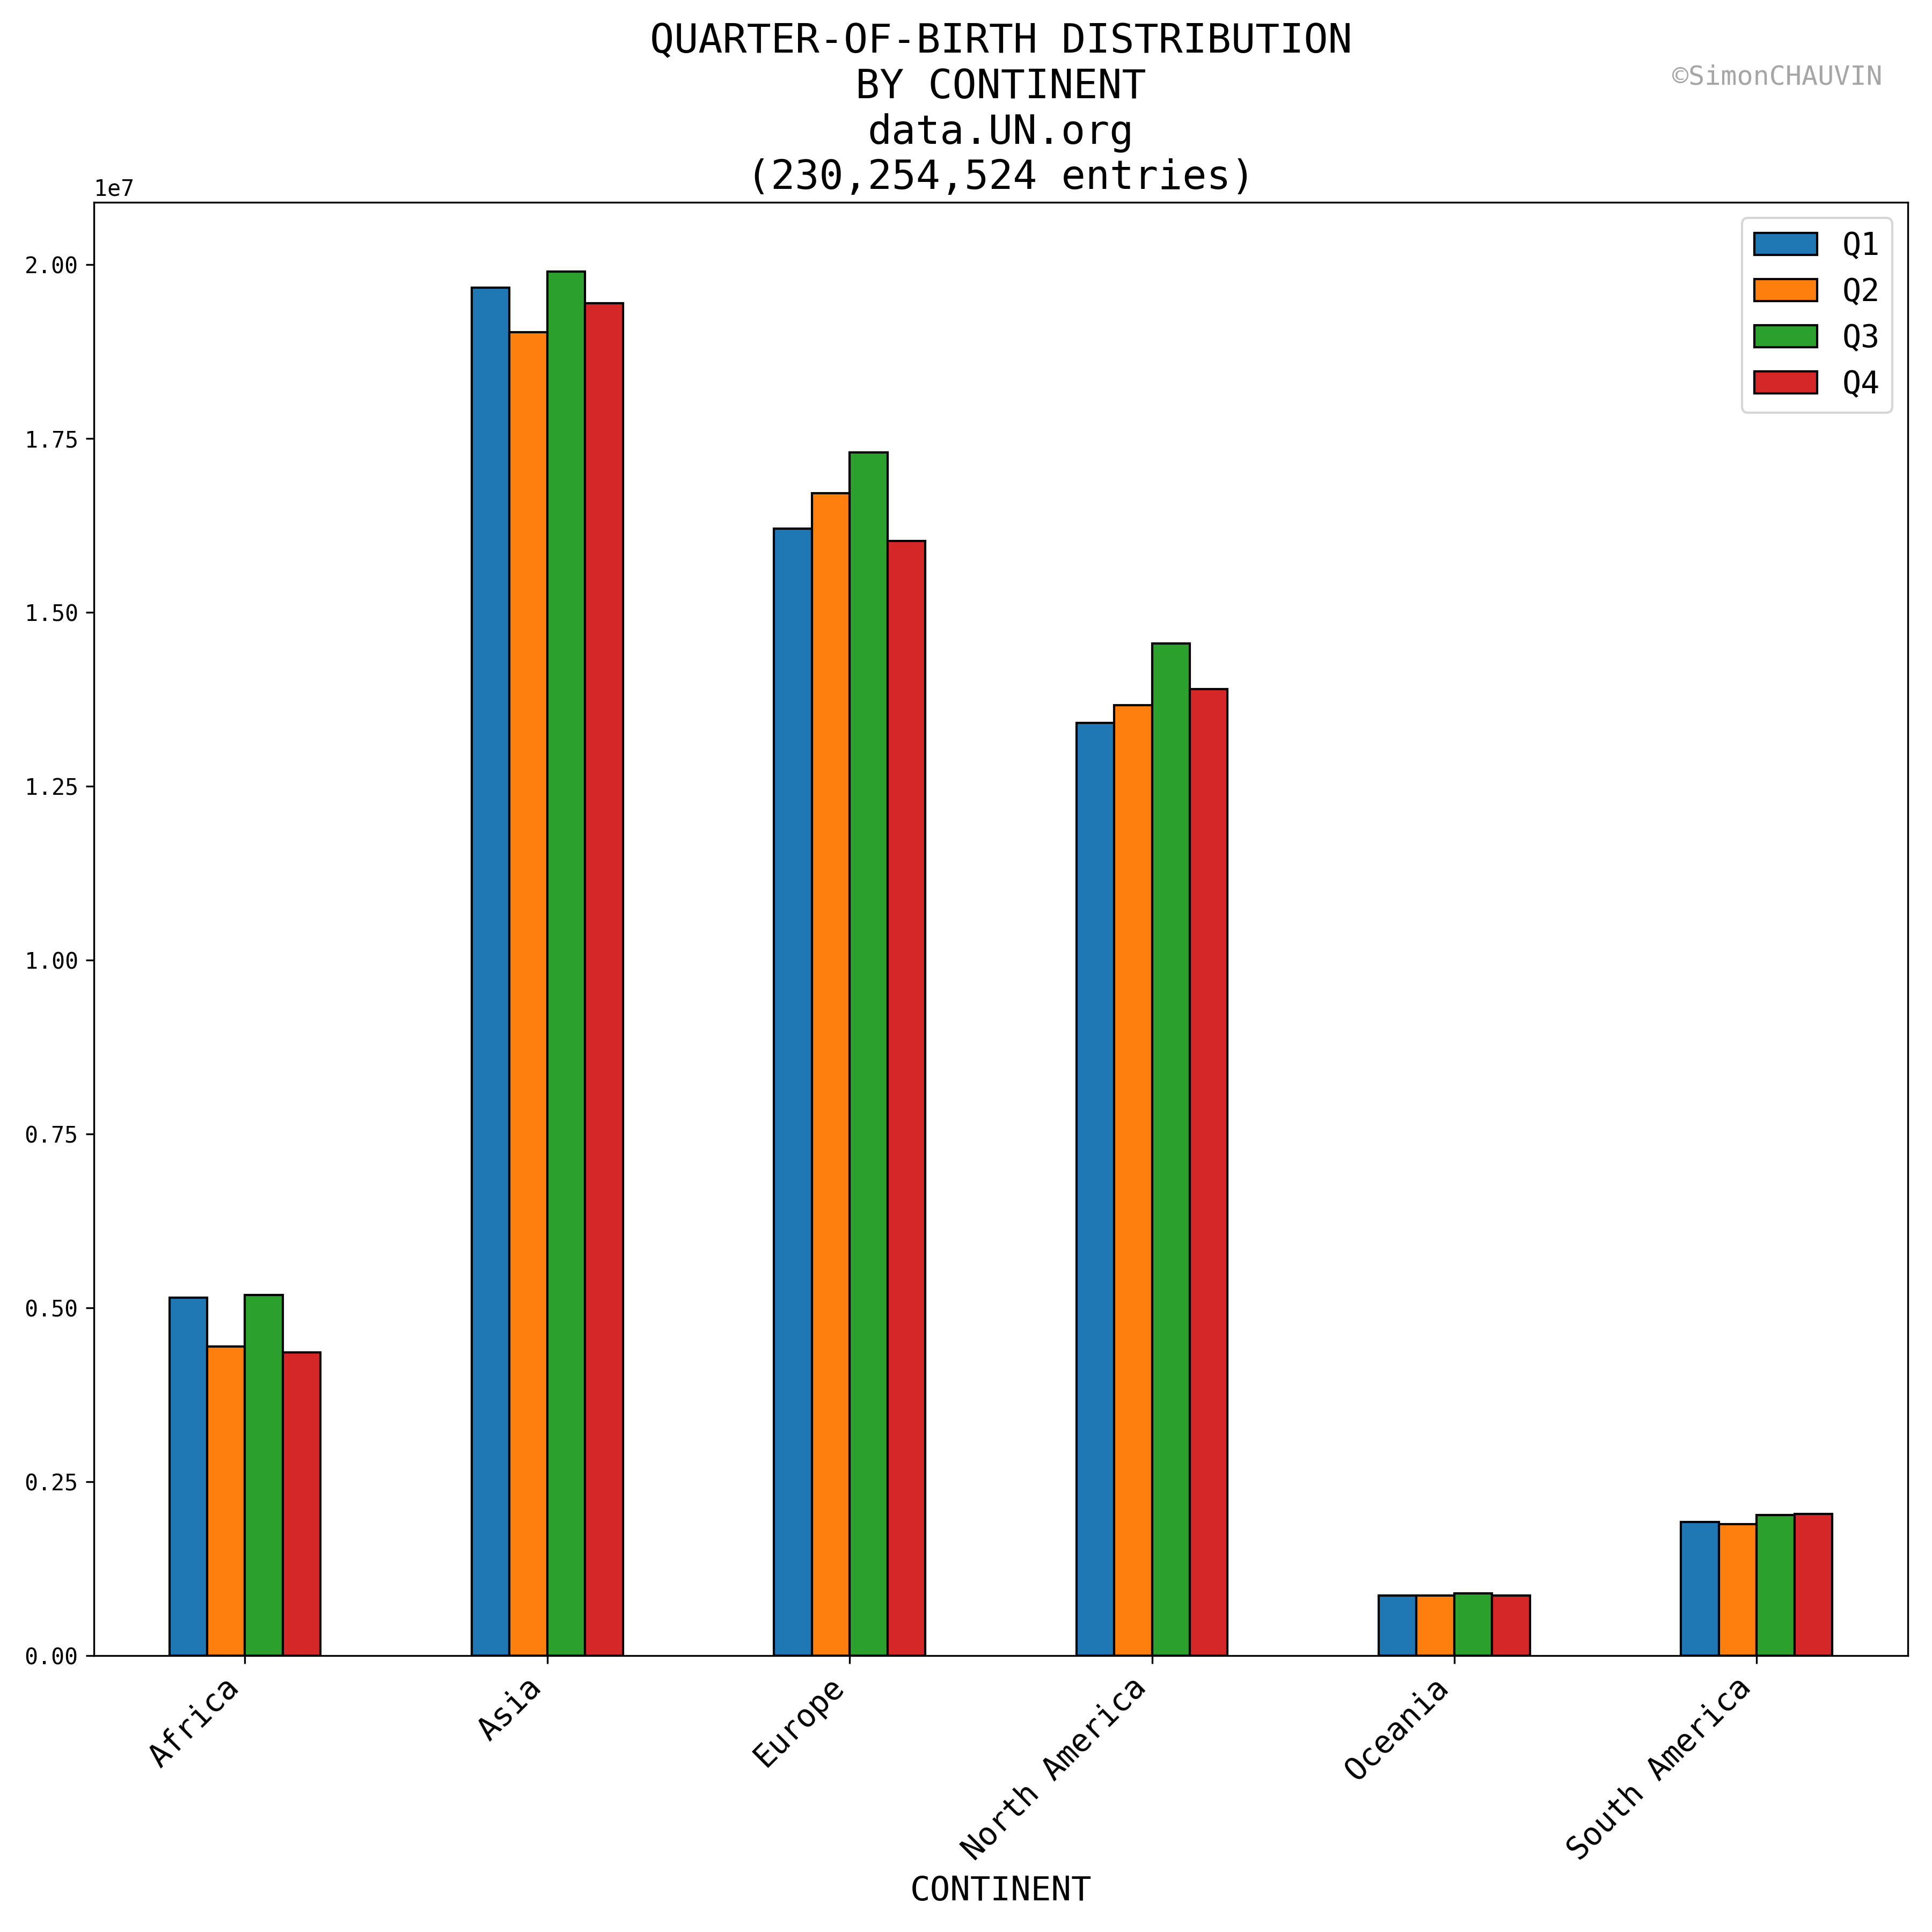 QUARTER-OF-BIRTH DISTRIBUTION
BY CONTINENT
data.UN.org
(230,254,524 entries)
©SimonCHAUVIN
1e7
2.00
1.75
1.50
1.25
1.00
0.75
0.50
0.25
0.00
Q1
Q2
Q3
Q4
Africa
Asia
Europe
North America
Oceania
South America
CONTINENT